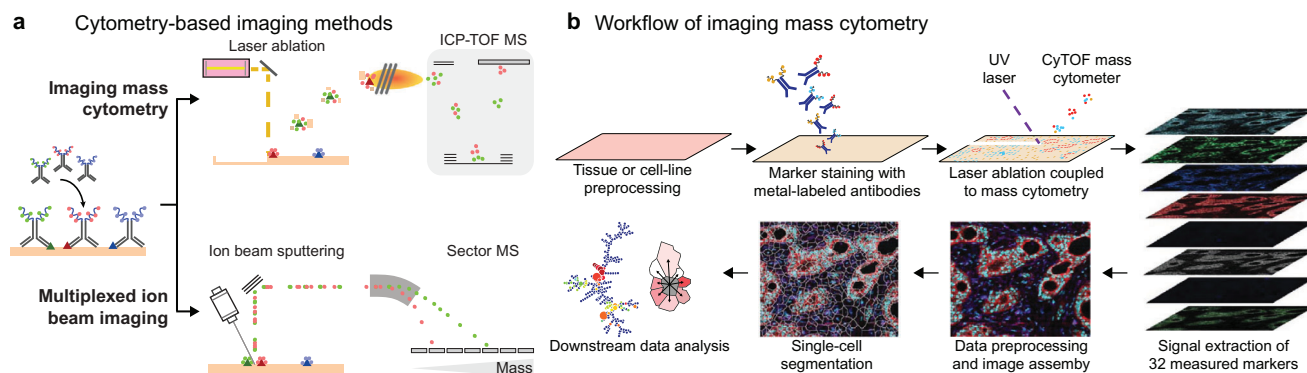 a Cytometry-based imaging methods
Laser ablation
ICP-TOF MS
Imaging mass
cytometry
Ion beam sputtering
Sector MS
Multiplexed ion
beam imaging
Mass
b Workflow of imaging mass cytometry
UV
laser
CyTOF mass
cytometer
Tissue or cell-line
preprocessing
Marker staining with
metal-labeled antibodies
Laser ablation coupled
to mass cytometry
Downstream data analysis
Single-cell
segmentation
Data preprocessing
and image assemby
Signal extraction of
32 measured markers